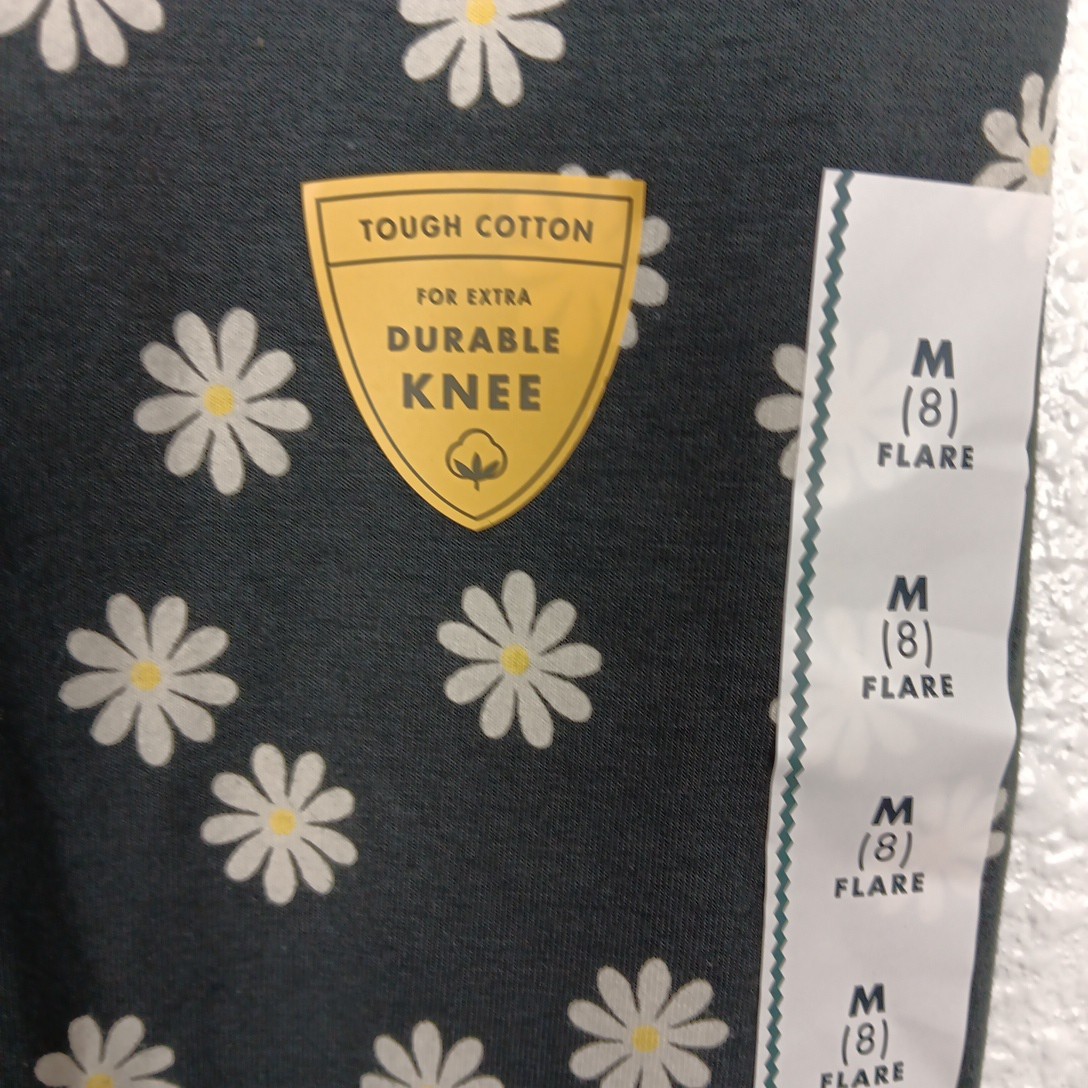 TOUGH COTTON
FOR EXTRA
DURABLE
KNEE
M
(8)
FLARE
M
(8)
FLARE
M
(8)
FLARE
M
(8)
FLARE